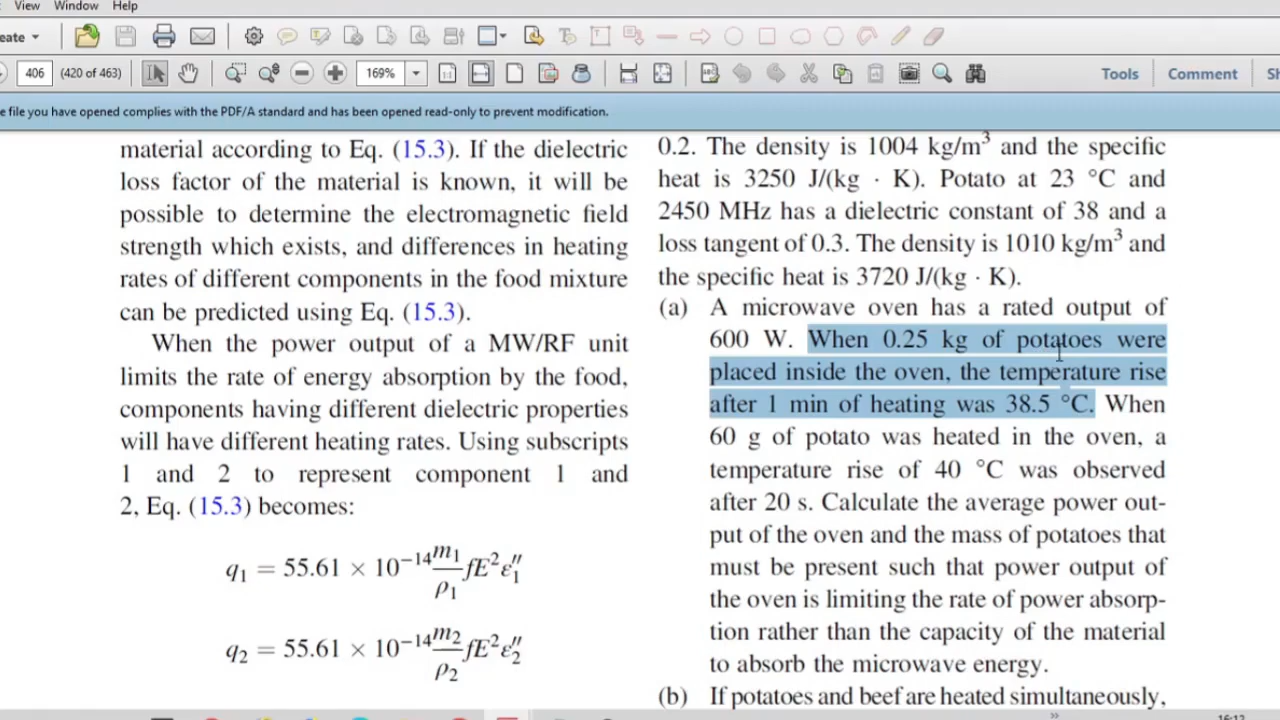 View Window Help
eate
406 (420 of 463) 169% Tools Comment
e file you have opened complies with the PDF/A standard and has been opened read-only to prevent modification.
material according to Eq. (15.3). If the dielectric
loss factor of the material is known, it will be
possible to determine the electromagnetic field
strength which exists, and differences in heating
rates of different components in the food mixture
can be predicted using Eq. (15.3).
When the power output of a MW/RF unit
limits the rate of energy absorption by the food,
components having different dielectric properties
will have different heating rates. Using subscripts
1 and 2 to represent component 1 and
2, Eq. (15.3) becomes:
q₁ = 55.61 × 10⁻¹⁴ m₁/ρ₁ fE²ε₁″
q₂ = 55.61 × 10⁻¹⁴ m₂/ρ₂ fE²ε₂″
0.2. The density is 1004 kg/m³ and the specific
heat is 3250 J/(kg · K). Potato at 23 °C and
2450 MHz has a dielectric constant of 38 and a
loss tangent of 0.3. The density is 1010 kg/m³ and
the specific heat is 3720 J/(kg · K).
(a) A microwave oven has a rated output of
600 W. When 0.25 kg of potatoes were
placed inside the oven, the temperature rise
after 1 min of heating was 38.5 °C. When
60 g of potato was heated in the oven, a
temperature rise of 40 °C was observed
after 20 s. Calculate the average power out-
put of the oven and the mass of potatoes that
must be present such that power output of
the oven is limiting the rate of power absorp-
tion rather than the capacity of the material
to absorb the microwave energy.
(b) If potatoes and beef are heated simultaneously,